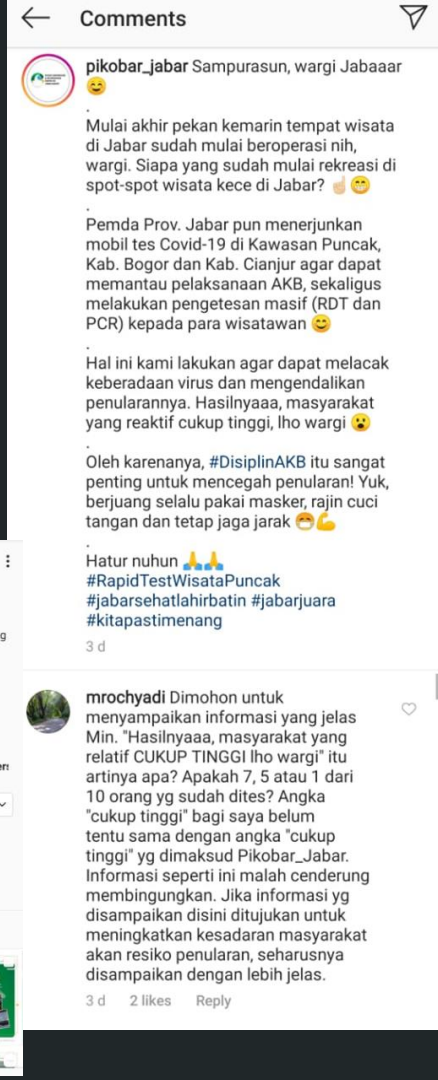 Comments
pikobar_jabar Sampurasun, wargi Jabaaar
😊
.
Mulai akhir pekan kemarin tempat wisata
di Jabar sudah mulai beroperasi nih,
wargi. Siapa yang sudah mulai rekreasi di
spot-spot wisata kece di Jabar? ☝🏻😁
.
Pemda Prov. Jabar pun menerjunkan
mobil tes Covid-19 di Kawasan Puncak,
Kab. Bogor dan Kab. Cianjur agar dapat
memantau pelaksanaan AKB, sekaligus
melakukan pengetesan masif (RDT dan
PCR) kepada para wisatawan 😊
.
Hal ini kami lakukan agar dapat melacak
keberadaan virus dan mengendalikan
penularannya. Hasilnyaaa, masyarakat
yang reaktif cukup tinggi, lho wargi 😮
.
Oleh karenanya, #DisiplinAKB itu sangat
penting untuk mencegah penularan! Yuk,
berjuang selalu pakai masker, rajin cuci
tangan dan tetap jaga jarak 😷💪
.
Hatur nuhun 🙏🙏
#RapidTestWisataPuncak
#jabarsehatlahirbatin #jabarjuara
#kitapastimenang
3 d
mrochyadi Dimohon untuk
menyampaikan informasi yang jelas
Min. "Hasilnyaaa, masyarakat yang
relatif CUKUP TINGGI lho wargi" itu
artinya apa? Apakah 7, 5 atau 1 dari
10 orang yg sudah dites? Angka
"cukup tinggi" bagi saya belum
tentu sama dengan angka "cukup
tinggi" yg dimaksud Pikobar_Jabar.
Informasi seperti ini malah cenderung
membingungkan. Jika informasi yg
disampaikan disini ditujukan untuk
meningkatkan kesadaran masyarakat
akan resiko penularan, seharusnya
disampaikan dengan lebih jelas.
3 d 2 likes Reply